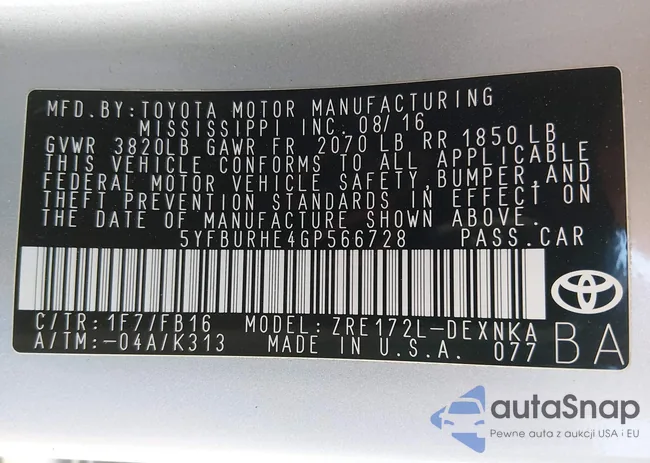 MFD.BY:TOYOTA MOTOR MANUFACTURING
MISSISSIPPI INC. 08/16
GVWR 3820LB GAWR FR 2070 LB RR 1850 LB
THIS VEHICLE CONFORMS TO ALL APPLICABLE
FEDERAL MOTOR VEHICLE SAFETY,BUMPER,AND
THEFT PREVENTION STANDARDS IN EFFECT ON
THE DATE OF MANUFACTURE SHOWN ABOVE.
5YFBURHE4GP566728 PASS.CAR
C/TR:1F7/FB16 MODEL: ZRE172L-DEXNKA
A/TM:-04A/K313 MADE IN U.S.A. 077
BA
autaSnap
Pewne auta z aukcji USA i EU